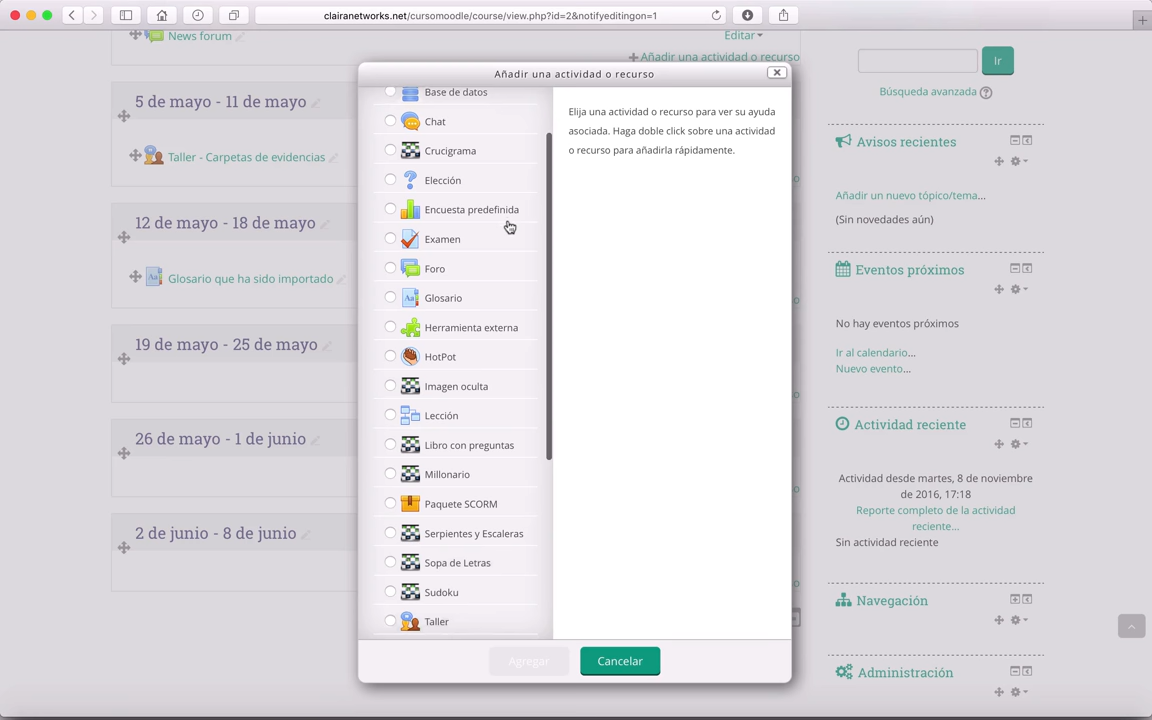 clairanetworks.net/cursomoodle/course/view.php?id=2&notifyeditingon=1
News forum
Editar
Añadir una actividad o recurso
5 de mayo - 11 de mayo
Taller - Carpetas de evidencias
12 de mayo - 18 de mayo
Glosario que ha sido importado
19 de mayo - 25 de mayo
26 de mayo - 1 de junio
2 de junio - 8 de junio
Añadir una actividad o recurso
Base de datos
Chat
Crucigrama
Elección
Encuesta predefinida
Examen
Foro
Glosario
Herramienta externa
HotPot
Imagen oculta
Lección
Libro con preguntas
Millonario
Paquete SCORM
Serpientes y Escaleras
Sopa de Letras
Sudoku
Taller
Elija una actividad o recurso para ver su ayuda
asociada. Haga doble click sobre una actividad
o recurso para añadirla rápidamente.
Agregar
Cancelar
Ir
Búsqueda avanzada
Avisos recientes
Añadir un nuevo tópico/tema...
(Sin novedades aún)
Eventos próximos
No hay eventos próximos
Ir al calendario...
Nuevo evento...
Actividad reciente
Actividad desde martes, 8 de noviembre
de 2016, 17:18
Reporte completo de la actividad
reciente...
Sin actividad reciente
Navegación
Administración